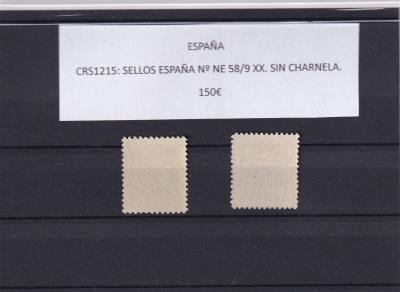 ESPAÑA
CRS1215: SELLOS ESPAÑA Nº NE 58/9 XX. SIN CHARNELA.
150€